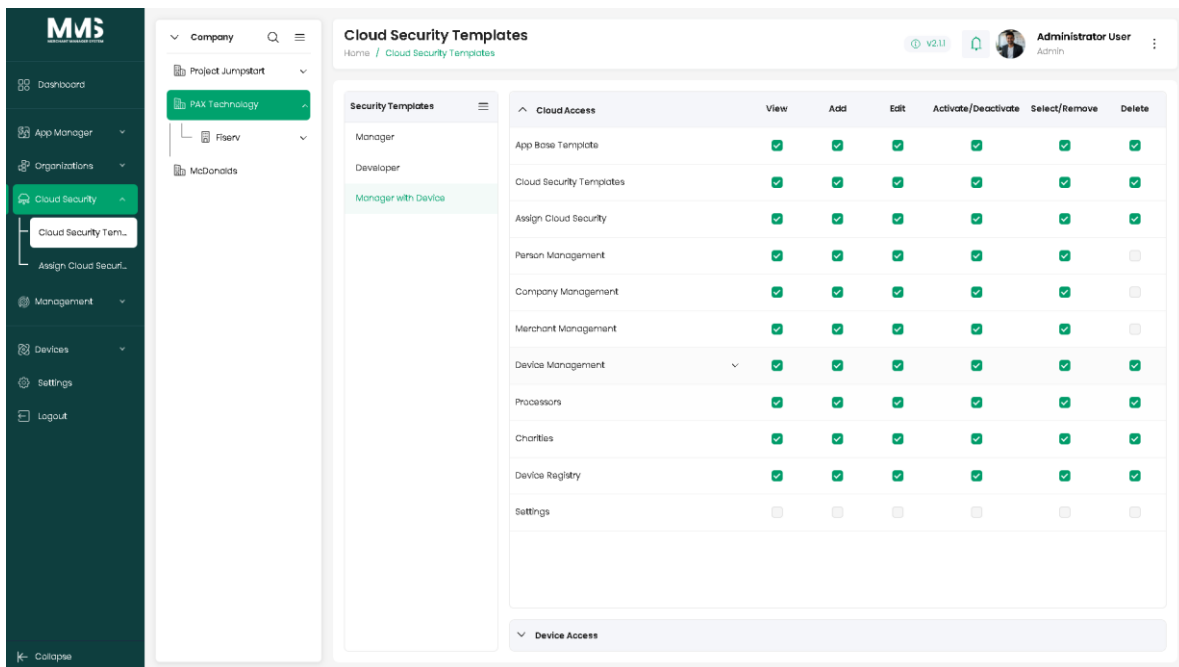 MMS
MERCHANT MANAGER SYSTEM
Dashboard
App Manager
Organizations
Cloud Security
Cloud Security Tem...
Assign Cloud Securi...
Management
Devices
Settings
Logout
Collapse
Company
Project Jumpstart
PAX Technology
Fiserv
McDonalds
Cloud Security Templates
Home / Cloud Security Templates
v2.1.1
Administrator User
Admin
Security Templates
Manager
Developer
Manager with Device
Cloud Access View Add Edit Activate/Deactivate Select/Remove Delete
App Base Template
Cloud Security Templates
Assign Cloud Security
Person Management
Company Management
Merchant Management
Device Management
Processors
Charities
Device Registry
Settings
Device Access